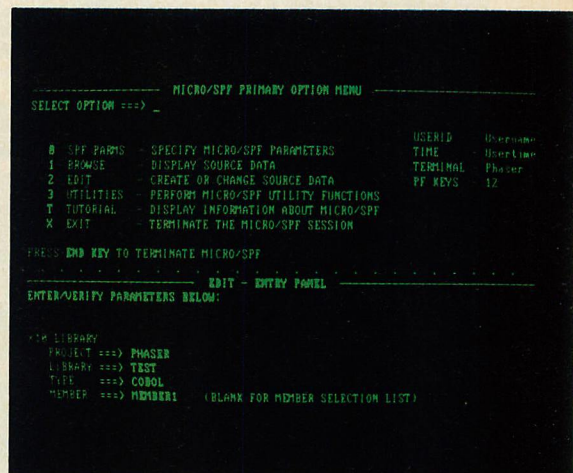 ------------------ MICRO/SPF PRIMARY OPTION MENU ------------------
SELECT OPTION ===> _
USERID - Username
0 SPF PARMS - SPECIFY MICRO/SPF PARAMETERS TIME - Usertime
1 BROWSE - DISPLAY SOURCE DATA TERMINAL - Phaser
2 EDIT - CREATE OR CHANGE SOURCE DATA PF KEYS - 12
3 UTILITIES - PERFORM MICRO/SPF UTILITY FUNCTIONS
T TUTORIAL - DISPLAY INFORMATION ABOUT MICRO/SPF
X EXIT - TERMINATE THE MICRO/SPF SESSION
PRESS END KEY TO TERMINATE MICRO/SPF
------------------ EDIT - ENTRY PANEL ------------------
ENTER/VERIFY PARAMETERS BELOW:
LIBRARY
PROJECT ===> PHASER
LIBRARY ===> TEST
TYPE ===> COBOL
MEMBER ===> MEMBER1 (BLANK FOR MEMBER SELECTION LIST)